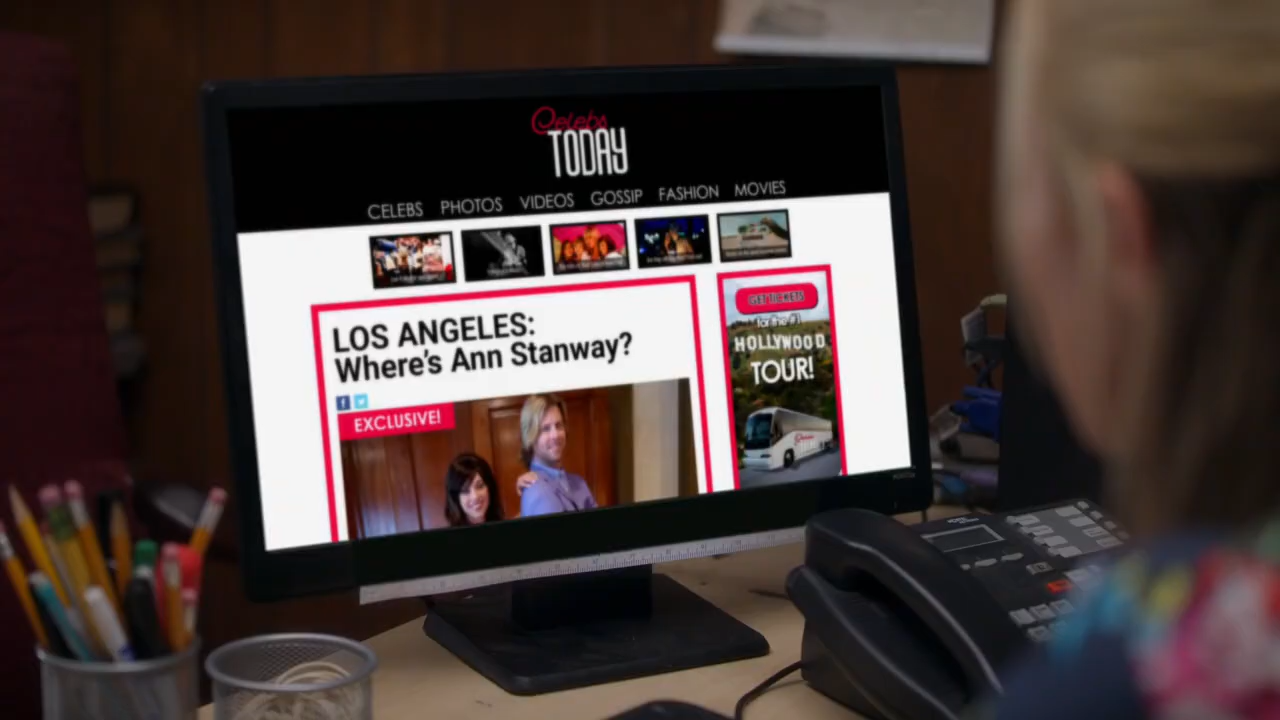 Celebs
TODAY
CELEBS PHOTOS VIDEOS GOSSIP FASHION MOVIES
LOS ANGELES:
Where's Ann Stanway?
EXCLUSIVE!
GET TICKETS
for the #1
HOLLYWOOD
TOUR!